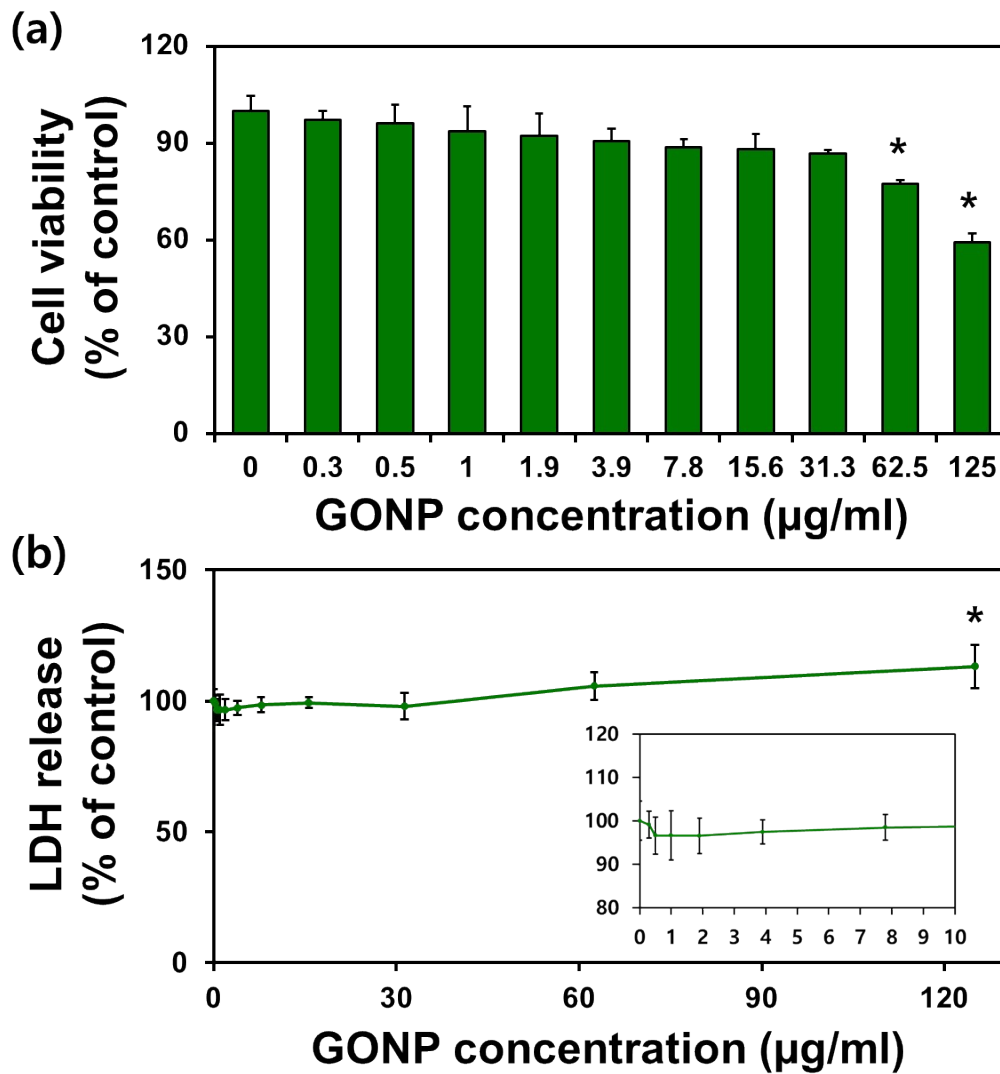 (a)
Cell viability
(% of control)
120
90
60
30
0
*
*
0 0.3 0.5 1 1.9 3.9 7.8 15.6 31.3 62.5 125
GONP concentration (µg/ml)
(b)
LDH release
(% of control)
150
100
50
0
*
120
110
100
90
80
0 1 2 3 4 5 6 7 8 9 10
0 30 60 90 120
GONP concentration (µg/ml)